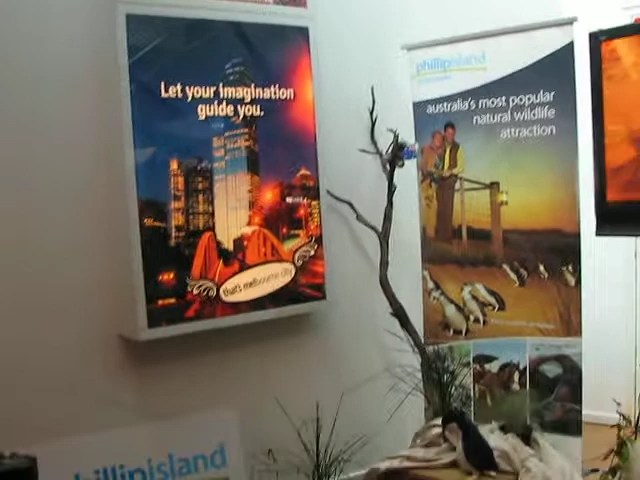 Let your imagination
guide you.
that's melbourne city
phillipisland
australia's most popular
natural wildlife
attraction
phillipisland